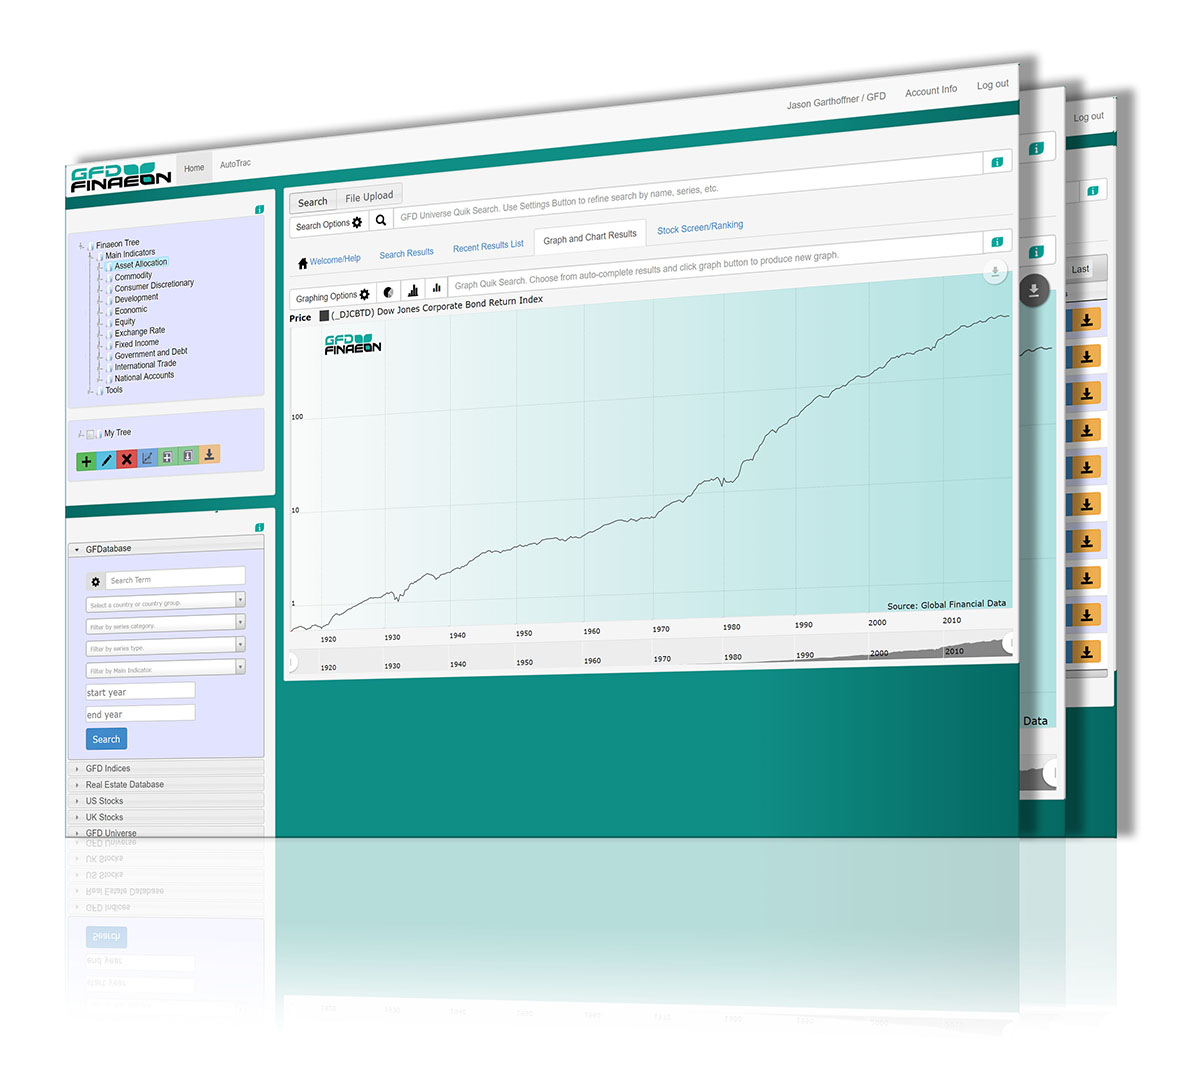 Jason Garthoffner / GFD
Account Info
Log out
Log out
GFD
FINAEON
Home
AutoTrac
Search
File Upload
Search Options
GFD Universe Quik Search. Use Settings Button to refine search by name, series, etc.
Welcome/Help
Search Results
Recent Results List
Graph and Chart Results
Stock Screen/Ranking
Graphing Options
Graph Quik Search. Choose from auto-complete results and click graph button to produce new graph.
Last
Finaeon Tree
Main Indicators
Asset Allocation
Commodity
Consumer Discretionary
Development
Economic
Equity
Exchange Rate
Fixed Income
Government and Debt
International Trade
National Accounts
Tools
My Tree
Price
(_DJCBTD) Dow Jones Corporate Bond Return Index
GFD
FINAEON
100
10
1
Source: Global Financial Data
1920 1930 1940 1950 1960 1970 1980 1990 2000 2010
1920 1930 1940 1950 1960 1970 1980 1990 2000 2010
Data
GFDatabase
Search Term
Select a country or country group.
Filter by series category.
Filter by series type.
Filter by Main Indicator.
start year
end year
Search
GFD Indices
Real Estate Database
US Stocks
UK Stocks
GFD Universe